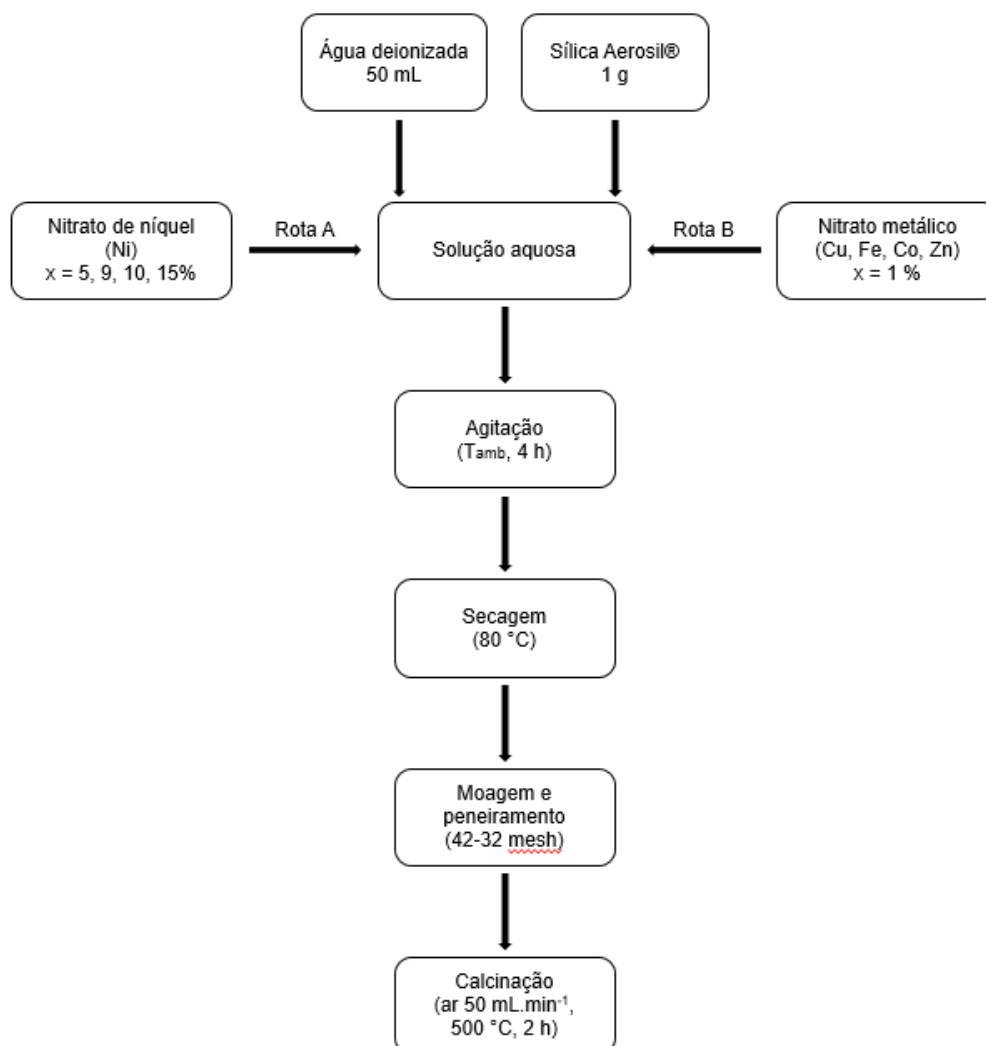 Água deionizada
50 mL
Sílica Aerosil®
1 g
Nitrato de níquel
(Ni)
x = 5, 9, 10, 15%
Rota A
Solução aquosa
Rota B
Nitrato metálico
(Cu, Fe, Co, Zn)
x = 1 %
Agitação
(Tamb, 4 h)
Secagem
(80 °C)
Moagem e
peneiramento
(42-32 mesh)
Calcinação
(ar 50 mL.min⁻¹,
500 °C, 2 h)